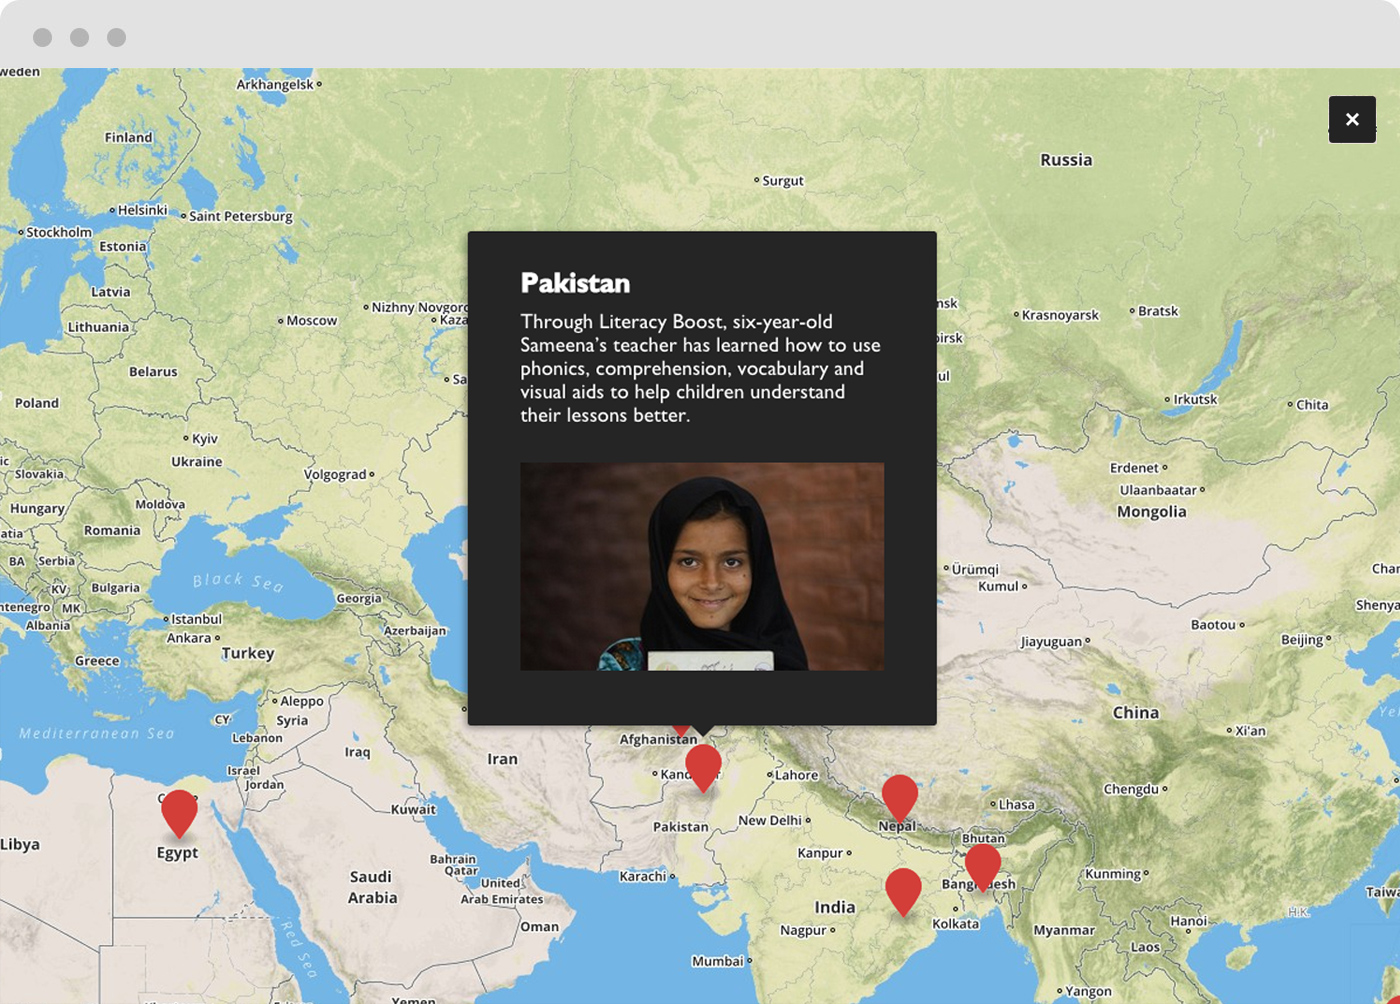 weden
Arkhangelsk
Finland
Russia
Surgut
Helsinki
Saint Petersburg
Stockholm
Estonia
Pakistan
Latvia
Nizhny Novgoro
nsk
Krasnoyarsk
Bratsk
Through Literacy Boost, six-year-old
Moscow
Kaza
Lithuania
Sameena's teacher has learned how to use
birsk
phonics, comprehension, vocabulary and
Belarus
Sa
ul
visual aids to help children understand
Irkutsk
Poland
Chita
their lessons better.
Kyiv
Ukraine
ic
Slovakia
Volgograd
Erdenet
Ulaanbaatar
Hungary
Moldova
Mongolia
Romania
atia
BA
Serbia
Ürümqi
Char
Black Sea
KV
Bulgaria
Kumul
Georgia
ntenegro
MK
Shenya
Istanbul
Albania
Azerbaijan
Baotou
Ankara
Jiayuguan
Beijing
Turkey
Greece
Aleppo
CY
Syria
China
Mediterranean Sea
Lebanon
Afghanistan
Xi'an
Yel
Iraq
Iran
Israel
Jordan
Lahore
Chengdu
Kuwait
Lhasa
Pakistan
New Delhi
Nepal
Libya
Egypt
Bhutan
Kanpur
Bahrain
Qatar
Saudi
Arabia
Karachi
United
Arab Emirates
Kunming
Taiwa
India
H.K.
Oman
Nagpur
Kolkata
Myanmar
Hanoi
Red Sea
Laos
Mumbai
Yangon
Yemen